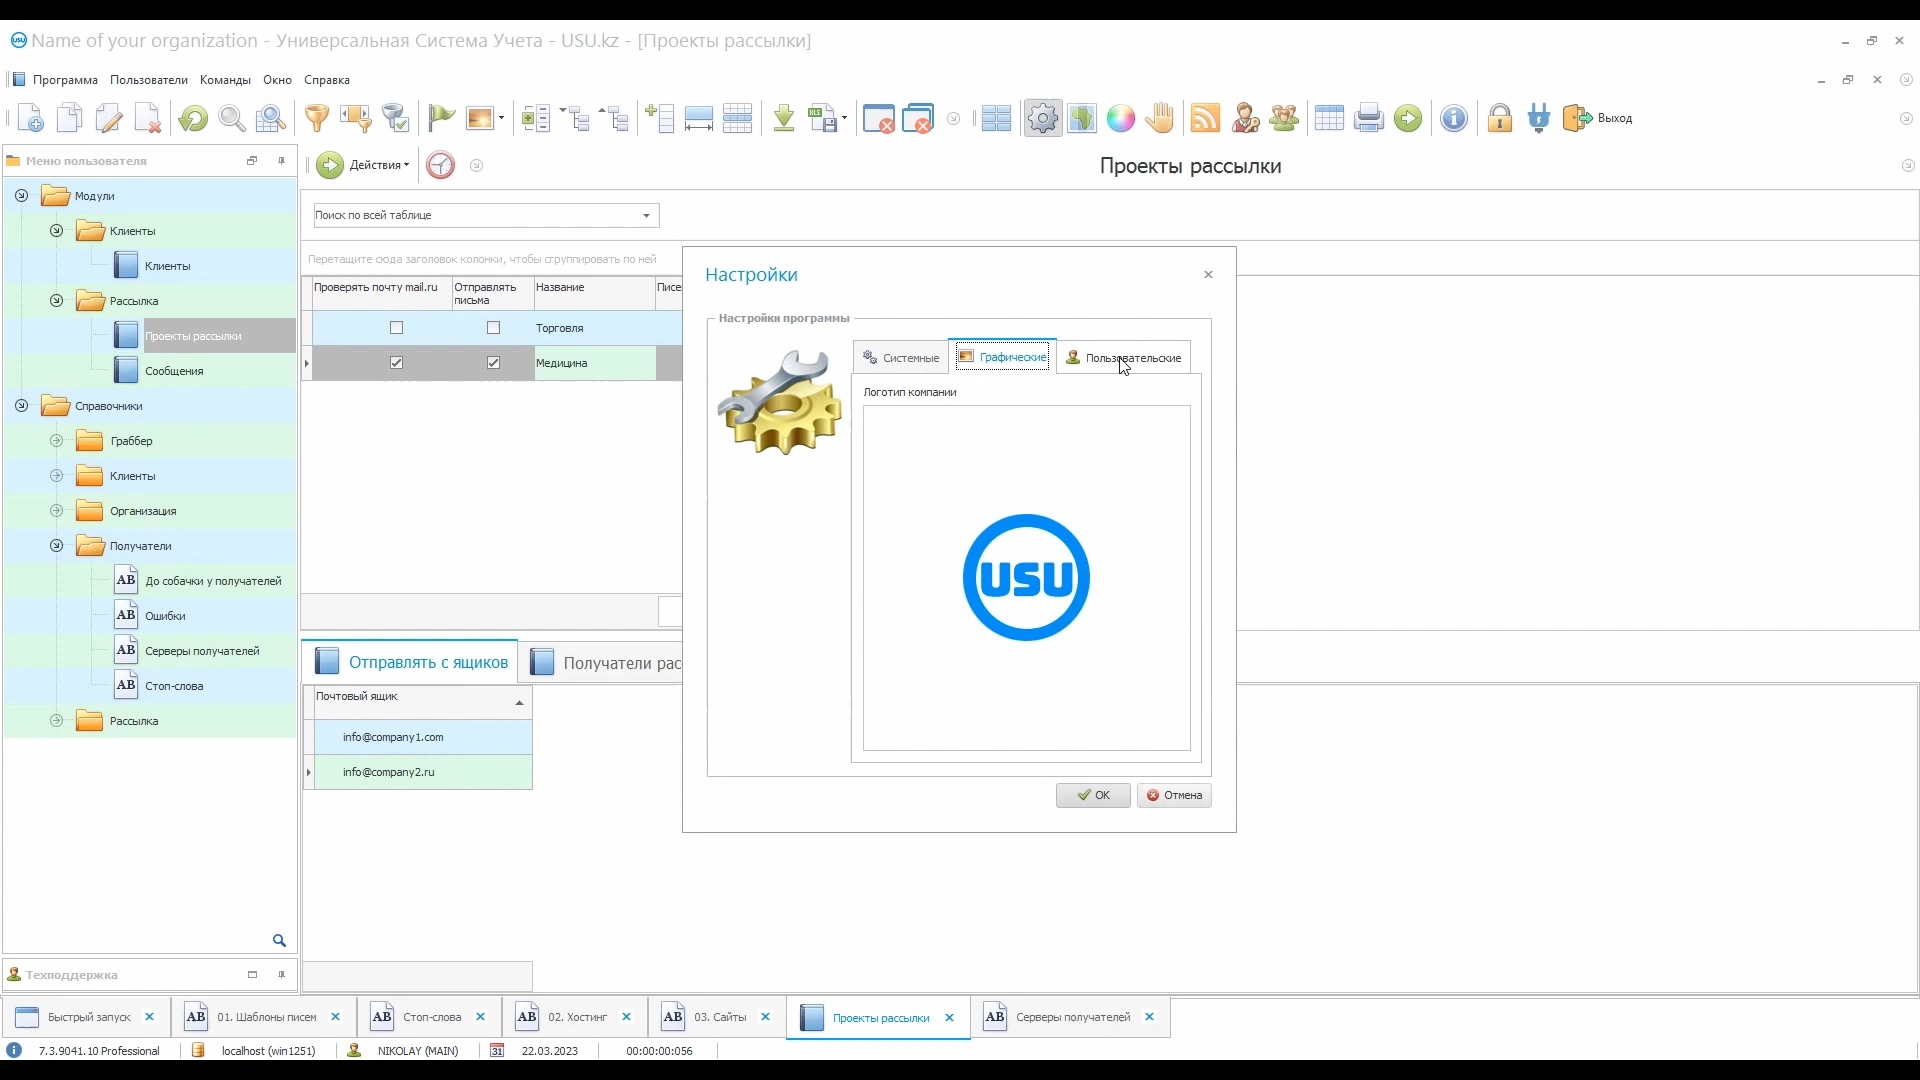 Name of your organization - Универсальная Система Учета - USU.kz - [Проекты рассылки]
Программа Пользователи Команды Окно Справка
Выход
Меню пользователя
Действия
Проекты рассылки
Модули
Клиенты
Клиенты
Рассылка
Проекты рассылки
Сообщения
Справочники
Граббер
Клиенты
Организация
Получатели
До собачки у получателей
Ошибки
Серверы получателей
Стоп-слова
Рассылка
Техподдержка
Поиск по всей таблице
Перетащите сюда заголовок колонки, чтобы сгруппировать по ней
Проверять почту mail.ru Отправлять письма Название Писе
Торговля
Медицина
Отправлять с ящиков Получатели рас
Почтовый ящик
info@company1.com
info@company2.ru
Настройки
Настройки программы
Системные Графические Пользовательские
Логотип компании
USU
OK Отмена
Быстрый запуск 01. Шаблоны писем Стоп-слова 02. Хостинг 03. Сайты Проекты рассылки Серверы получателей
7.3.9041.10 Professional localhost (win1251) NIKOLAY (MAIN) 22.03.2023 00:00:00:056